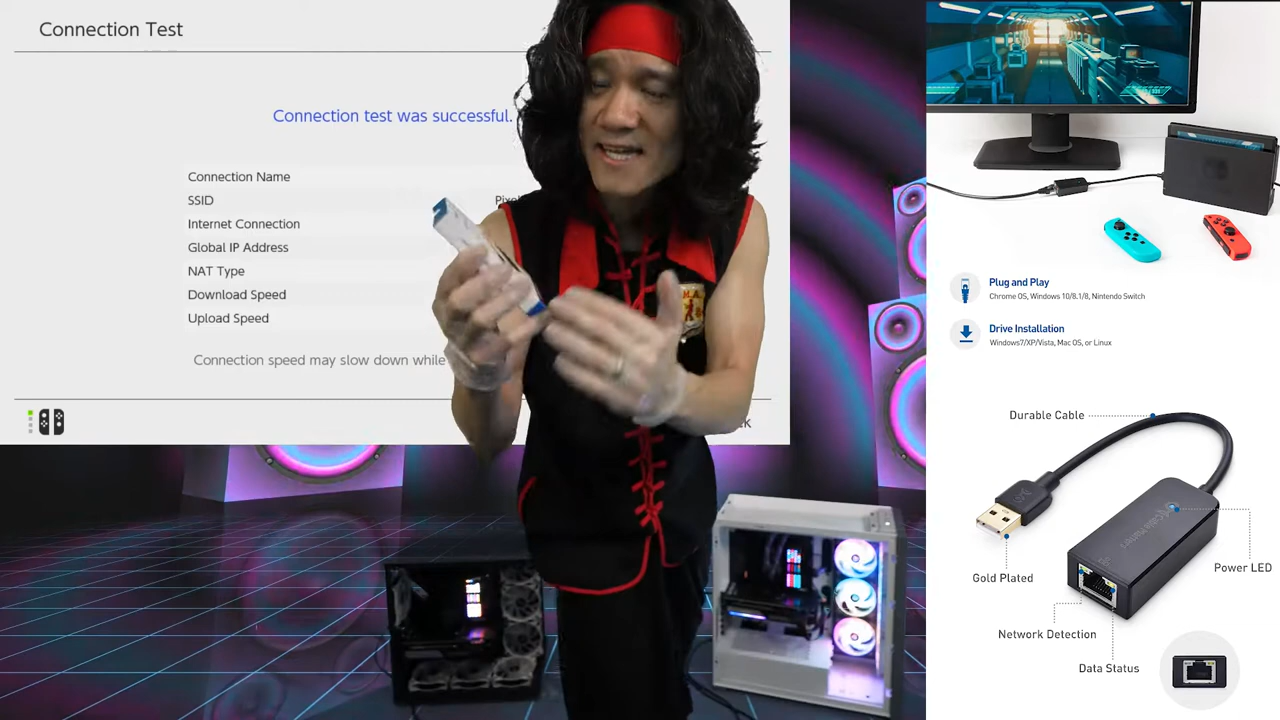 Connection Test
Connection test was successful.
Connection Name
SSID
Internet Connection
Global IP Address
NAT Type
Download Speed
Upload Speed
Connection speed may slow down while
Plug and Play
Chrome OS, Windows 10/8.1/8, Nintendo Switch
Drive Installation
Windows7/XP/Vista, Mac OS, or Linux
Durable Cable
Power LED
Gold Plated
Network Detection
Data Status